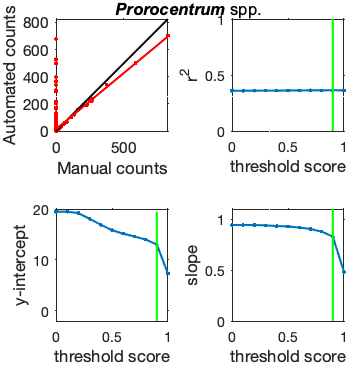 Prorocentrum spp.
Automated counts
800
600
400
200
0
0
500
Manual counts
r2
1
0.5
0
0
0.5
1
threshold score
y-intercept
20
10
0
0
0.5
1
threshold score
slope
1
0.5
0
0
0.5
1
threshold score